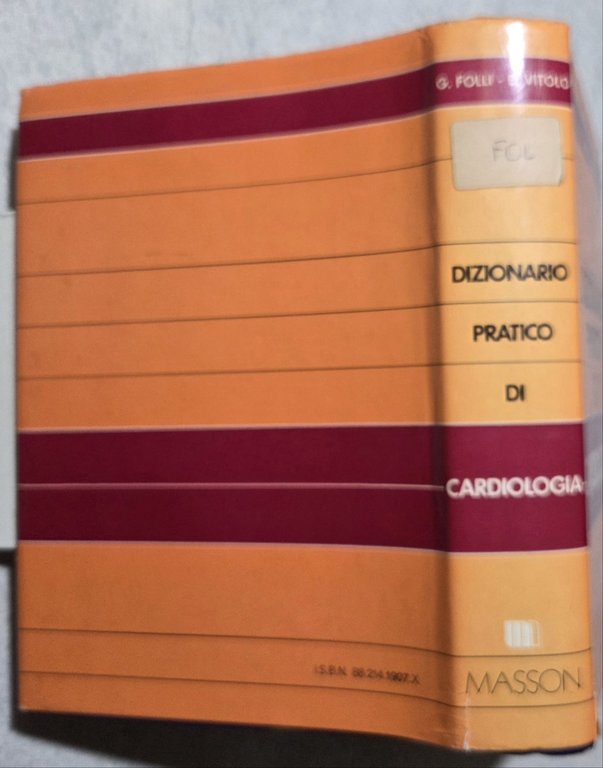 G. FOLLI - E. VITOLO
FOL
DIZIONARIO
PRATICO
DI
CARDIOLOGIA
MASSON
I.S.B.N. 88.214.1907.X